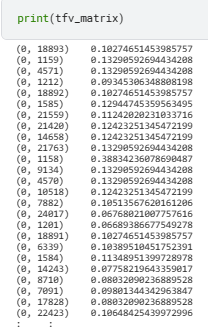 print(tfv_matrix)
(0, 18893) 0.10274651453985757
(0, 1159) 0.13290592694434208
(0, 4571) 0.13290592694434208
(0, 1212) 0.09345306348808198
(0, 18892) 0.10274651453985757
(0, 1585) 0.12944745359563495
(0, 21559) 0.11242020231033716
(0, 21420) 0.12423251345472199
(0, 14658) 0.12423251345472199
(0, 21763) 0.13290592694434208
(0, 1158) 0.38834236078690487
(0, 9134) 0.13290592694434208
(0, 4570) 0.13290592694434208
(0, 10518) 0.12423251345472199
(0, 7882) 0.10513567620161206
(0, 24017) 0.06768021007757616
(0, 1201) 0.06689386677549278
(0, 18891) 0.10274651453985757
(0, 6339) 0.10389510451752391
(0, 1584) 0.11348951399728978
(0, 14243) 0.07758219643359017
(0, 8710) 0.08032090236889528
(0, 7091) 0.09801344342963847
(0, 17828) 0.08032090236889528
(0, 22423) 0.10648425439972996
: :